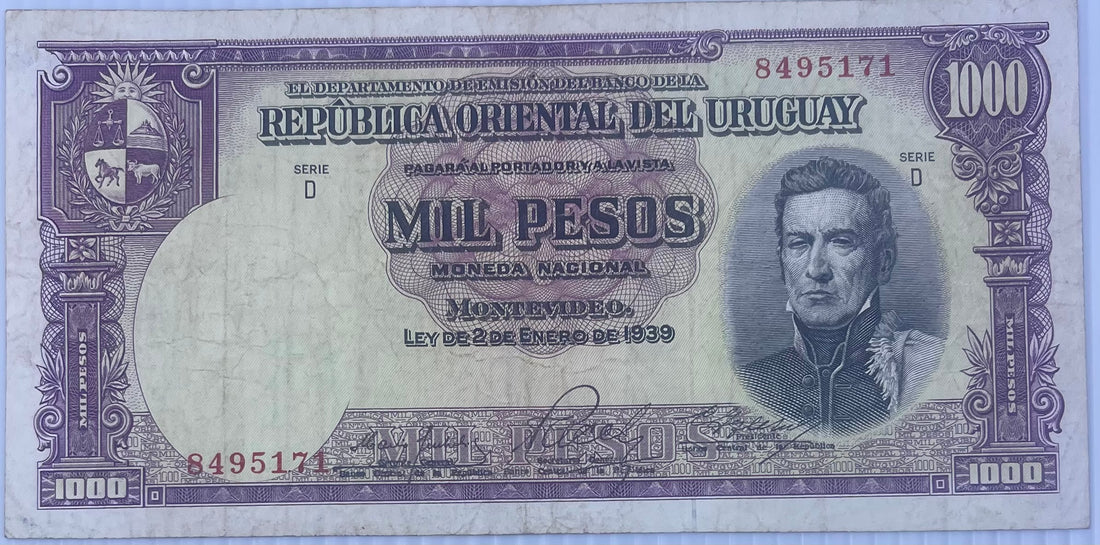 8495171
1000
EL DEPARTAMENTO DE EMISIÓN DEL BANCO DE LA
REPÚBLICA ORIENTAL DEL URUGUAY
SERIE
D
PAGARÁ AL PORTADOR Y A LA VISTA
SERIE
D
MIL PESOS
MONEDA NACIONAL
MONTEVIDEO.
LEY DE 2 DE ENERO DE 1939
MIL PESOS
MIL PESOS
MIL PESOS
Presidente
8495171
1000
1000